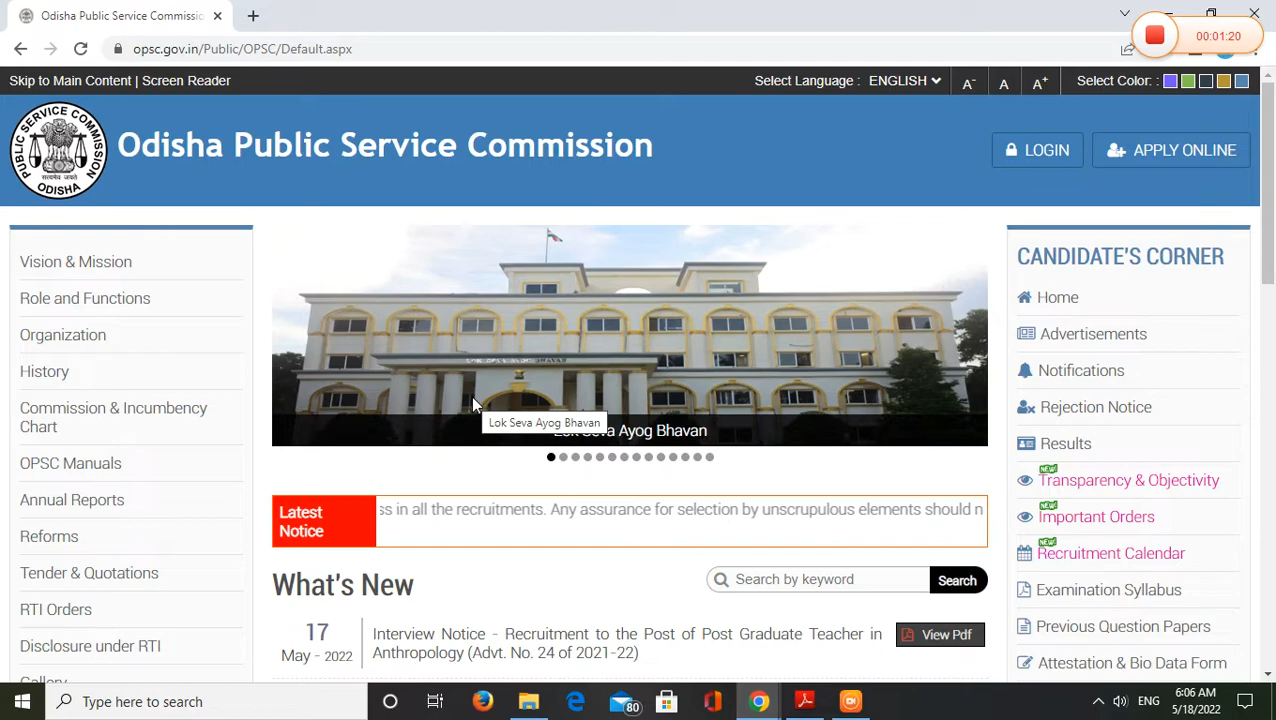 Odisha Public Service Commissio
00:01:20
opsc.gov.in/Public/OPSC/Default.aspx
Skip to Main Content | Screen Reader
Select Language : ENGLISH
A-
A
A+
Select Color: :
PUBLIC SERVICE COMMISSION
ODISHA
Odisha Public Service Commission
LOGIN
APPLY ONLINE
Vision & Mission
Role and Functions
Organization
History
Commission & Incumbency
Chart
OPSC Manuals
Annual Reports
Reforms
Tender & Quotations
RTI Orders
Disclosure under RTI
Gallery
BHAVAN
Lok Seva Ayog Bhavan
Lok Seva Ayog Bhavan
Latest
Notice
ss in all the recruitments. Any assurance for selection by unscrupulous elements should n
What's New
Search by keyword
Search
17
May - 2022
Interview Notice - Recruitment to the Post of Post Graduate Teacher in
Anthropology (Advt. No. 24 of 2021-22)
View Pdf
CANDIDATE'S CORNER
Home
Advertisements
Notifications
Rejection Notice
Results
NEW
Transparency & Objectivity
NEW
Important Orders
NEW
Recruitment Calendar
Examination Syllabus
Previous Question Papers
Attestation & Bio Data Form
Type here to search
80
ENG
6:06 AM
5/18/2022